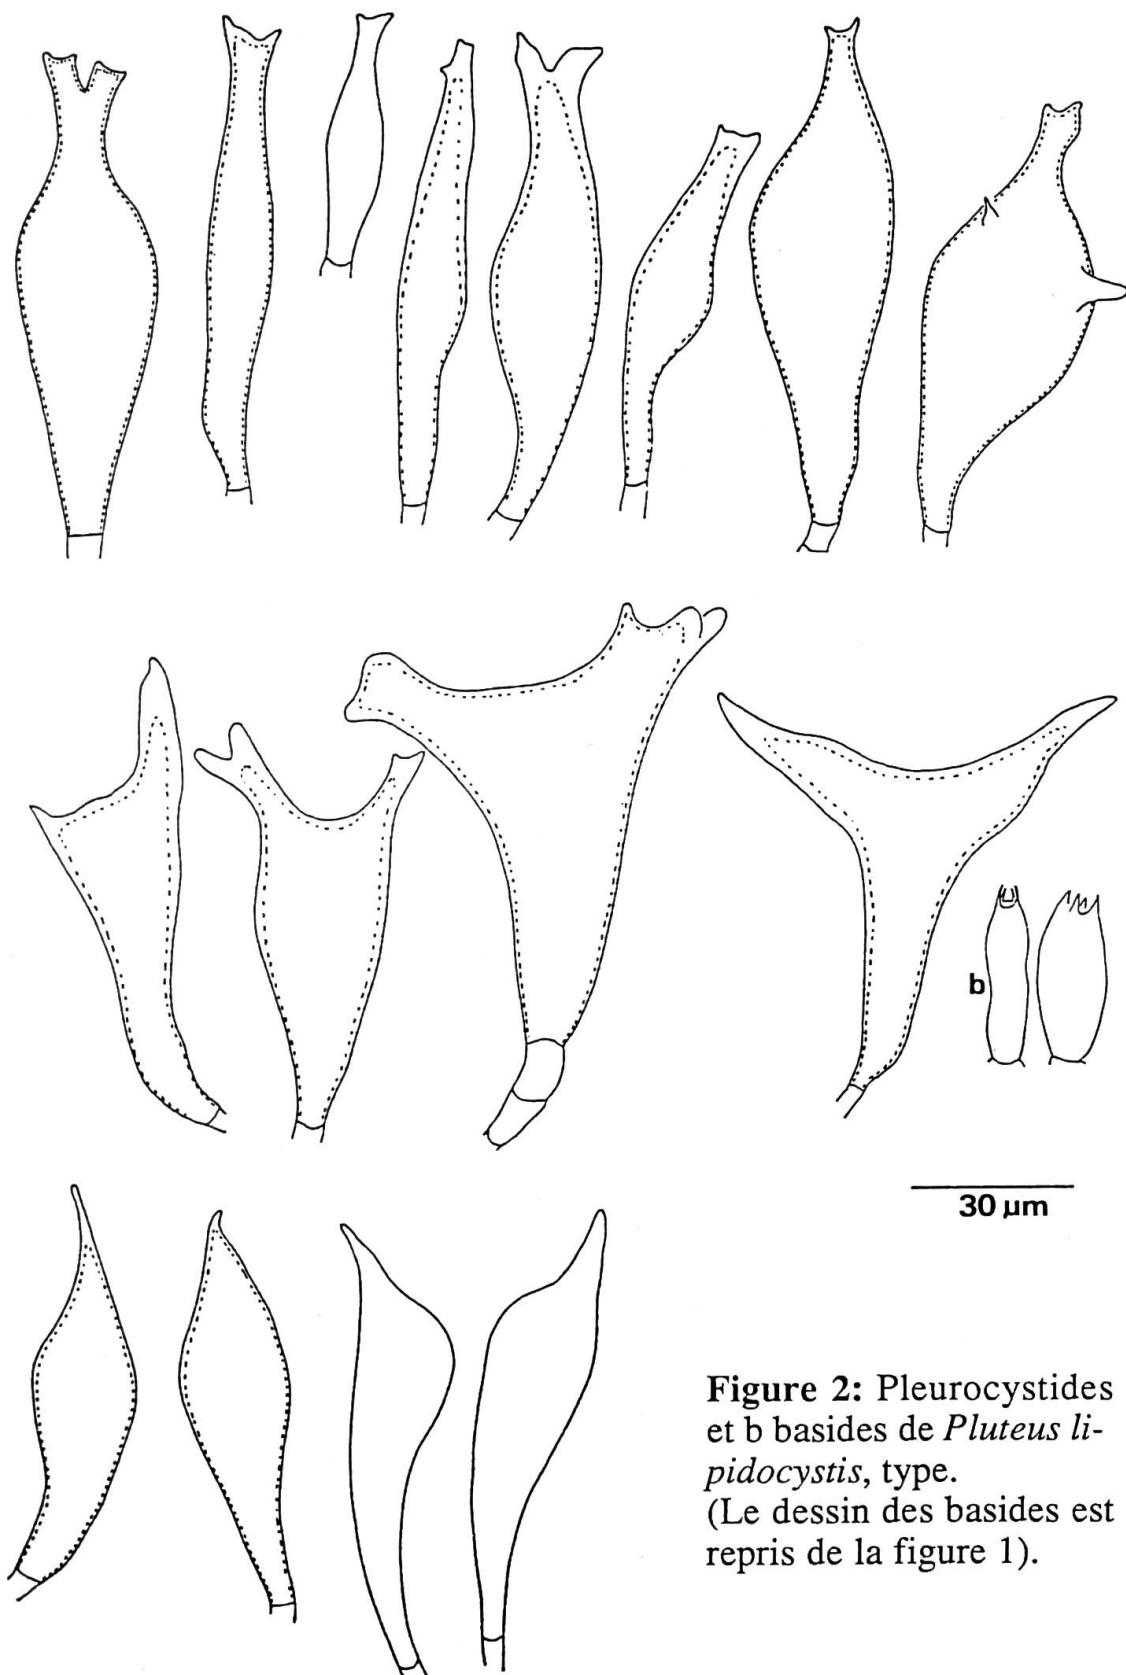 b
30 µm
Figure 2: Pleurocystides
et b basides de Pluteus li-
pidocystis, type.
(Le dessin des basides est
repris de la figure 1).